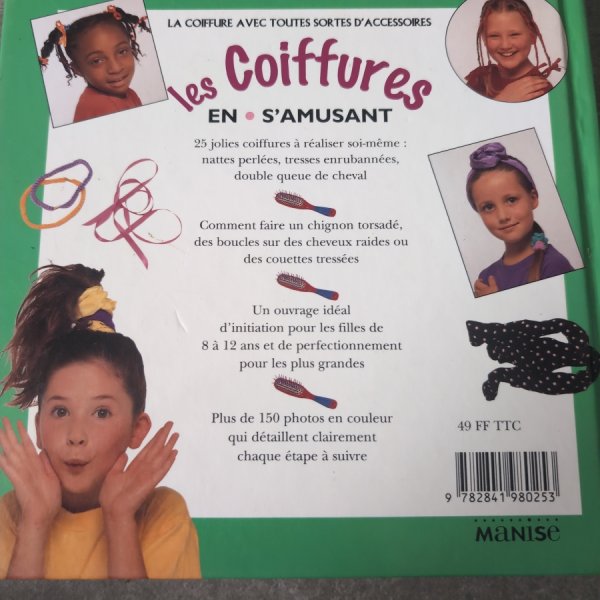 LA COIFFURE AVEC TOUTES SORTES D'ACCESSOIRES
les Coiffures
EN • S'AMUSANT
25 jolies coiffures à réaliser soi-même :
nattes perlées, tresses enrubannées,
double queue de cheval
Comment faire un chignon torsadé,
des boucles sur des cheveux raides ou
des couettes tressées
Un ouvrage idéal
d'initiation pour les filles de
8 à 12 ans et de perfectionnement
pour les plus grandes
Plus de 150 photos en couleur
qui détaillent clairement
chaque étape à suivre
49 FF TTC
9 782841 980253
MANISE